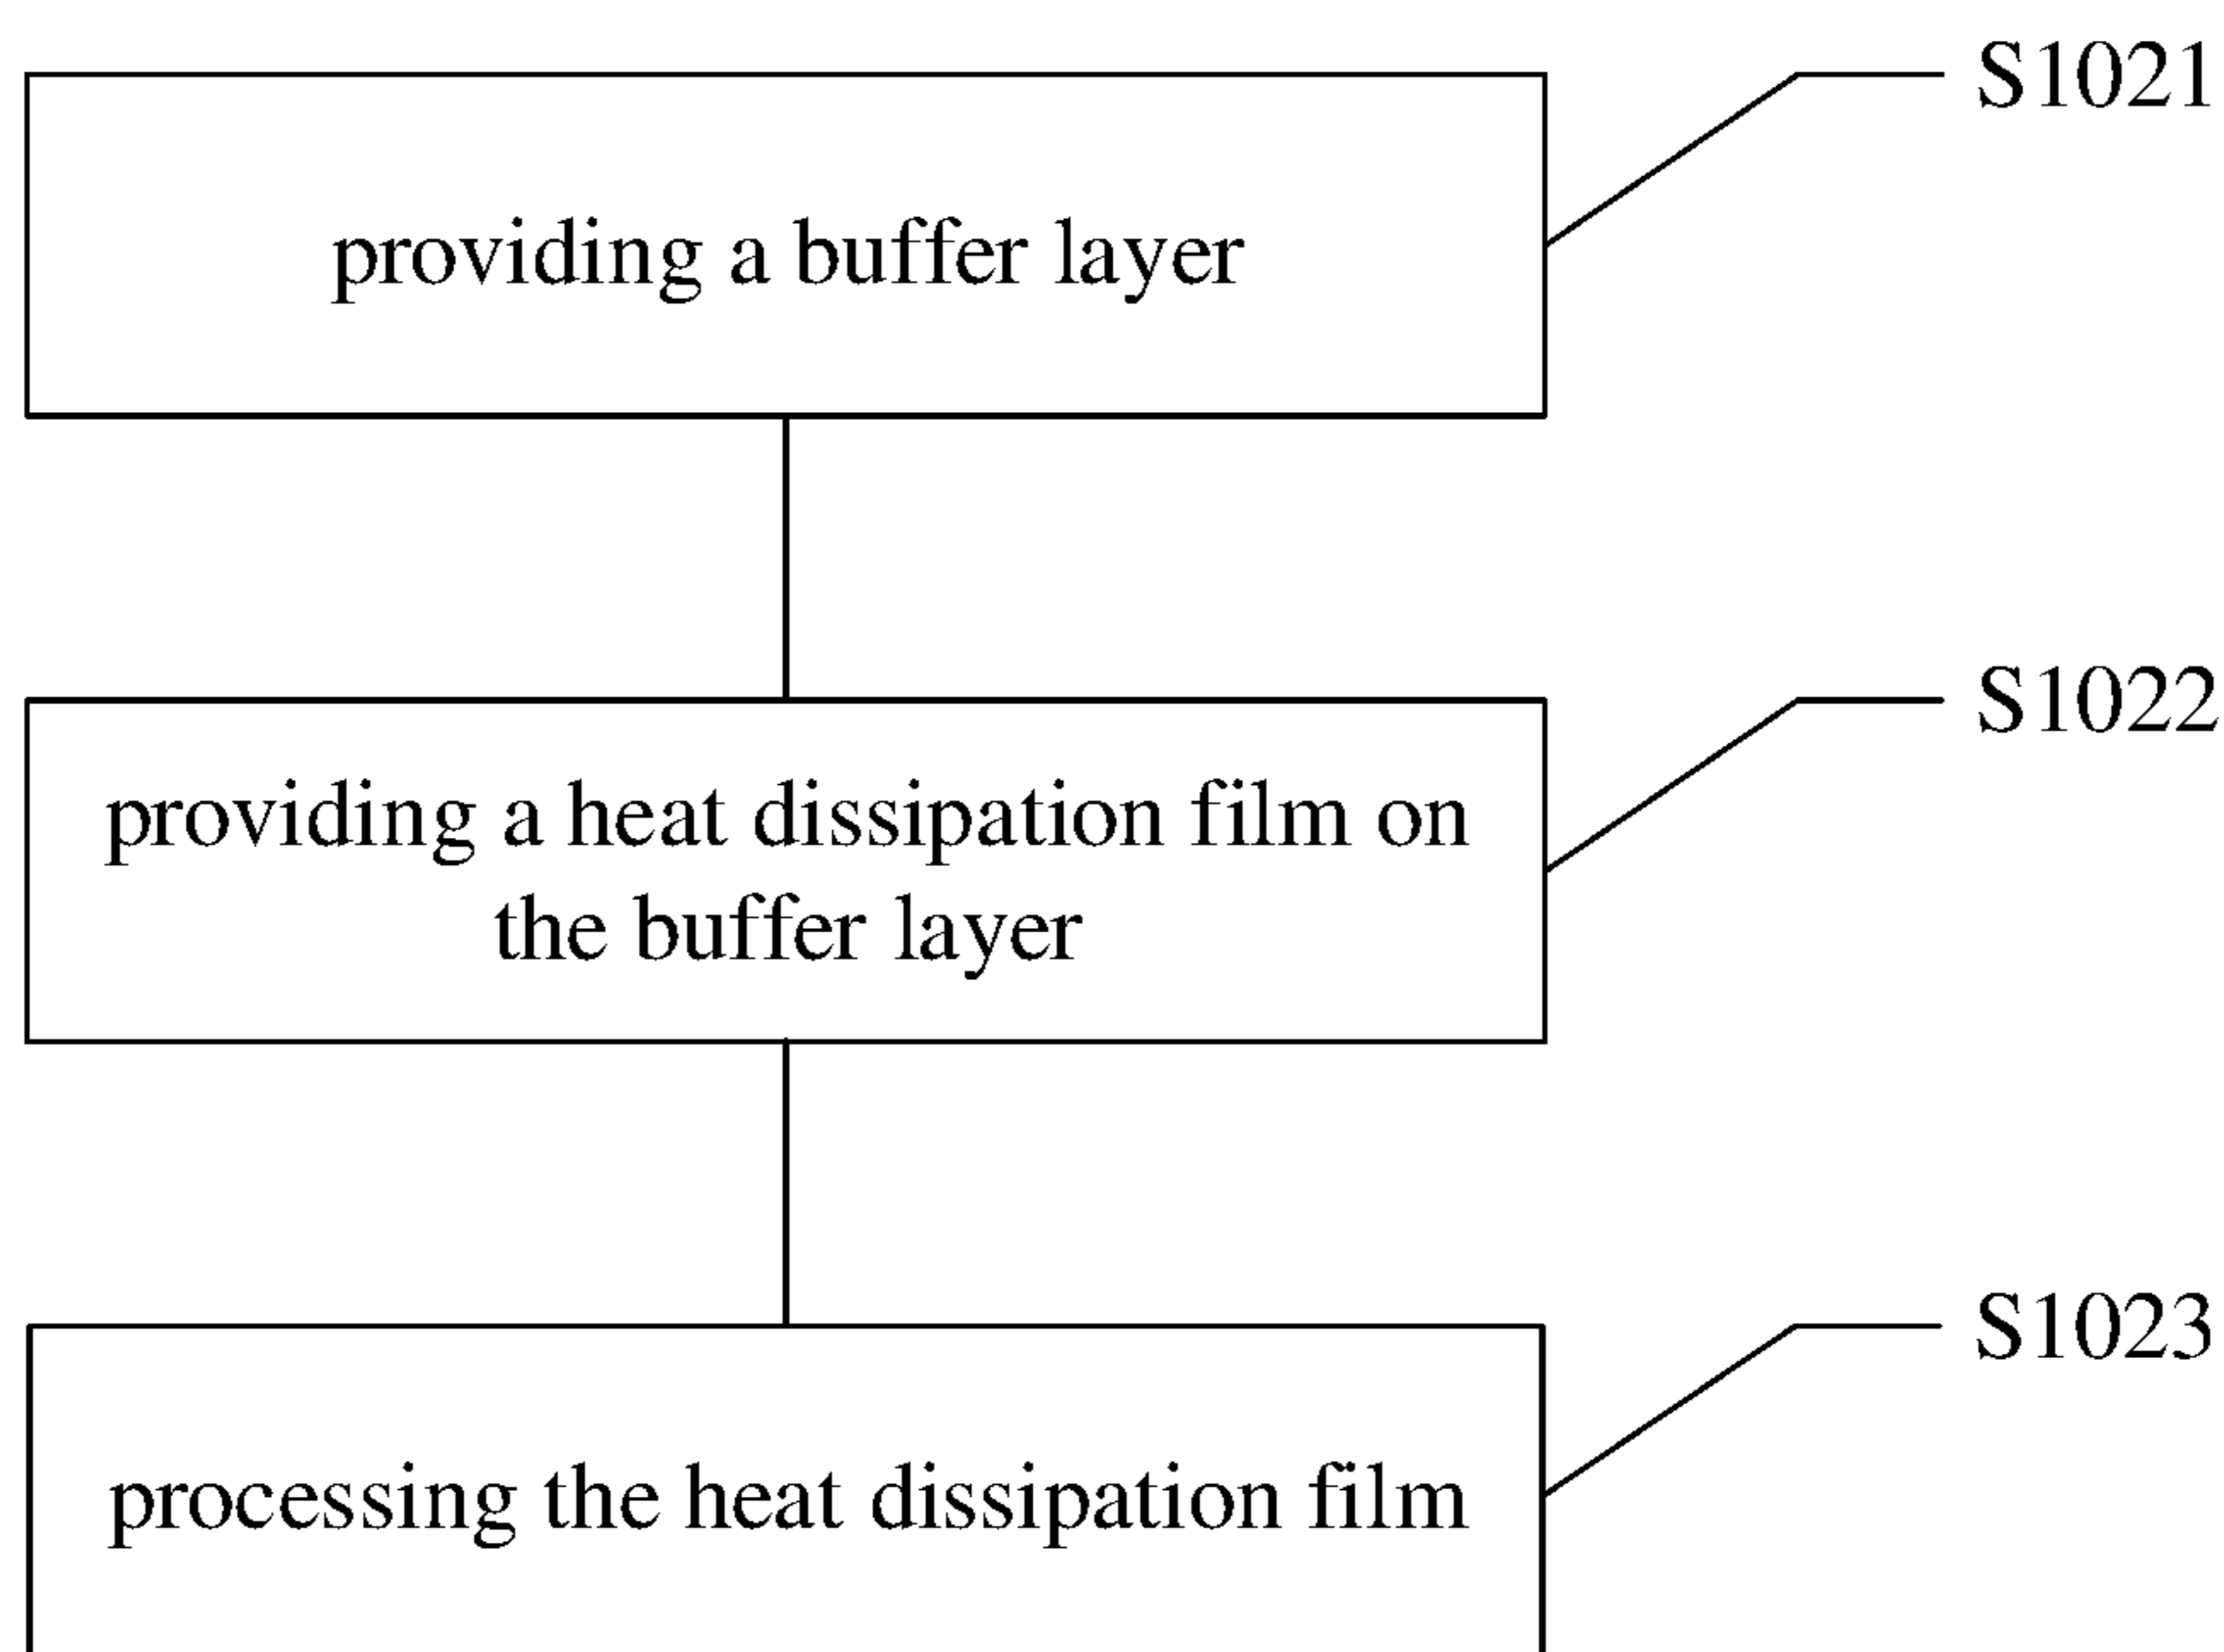 S1021
providing a buffer layer
S1022
providing a heat dissipation film on
the buffer layer
S1023
processing the heat dissipation film